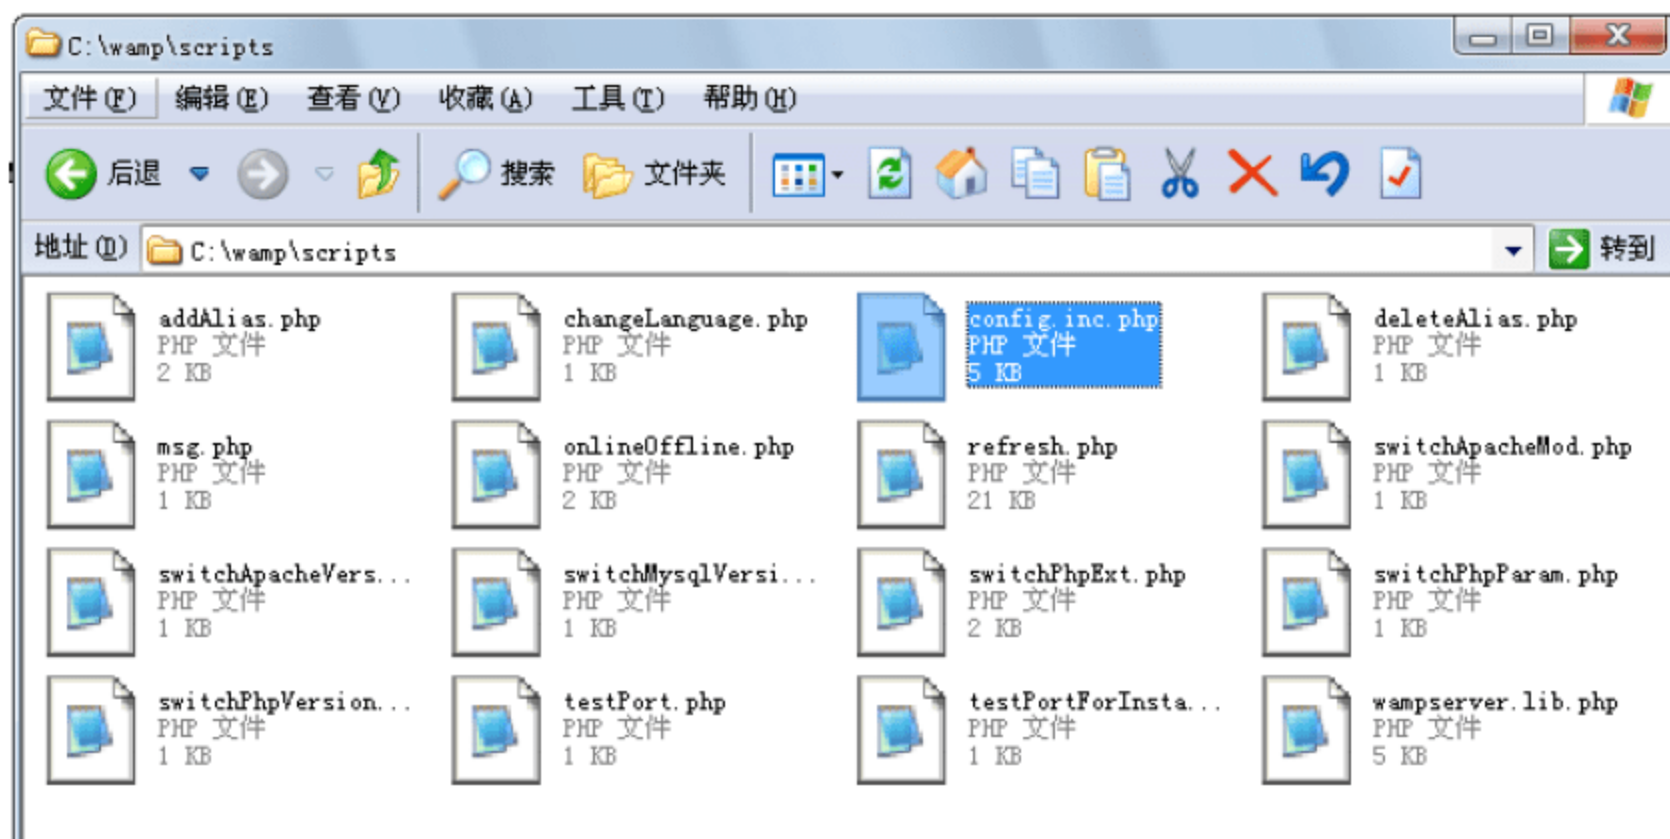 C:\wamp\scripts
文件(F) 编辑(E) 查看(V) 收藏(A) 工具(T) 帮助(H)
后退 搜索 文件夹
地址(D) C:\wamp\scripts 转到
addAlias.php
PHP 文件
2 KB
changeLanguage.php
PHP 文件
1 KB
config.inc.php
PHP 文件
5 KB
deleteAlias.php
PHP 文件
1 KB
msg.php
PHP 文件
1 KB
onlineOffline.php
PHP 文件
2 KB
refresh.php
PHP 文件
21 KB
switchApacheMod.php
PHP 文件
1 KB
switchApacheVers...
PHP 文件
1 KB
switchMysqlVersi...
PHP 文件
1 KB
switchPhpExt.php
PHP 文件
2 KB
switchPhpParam.php
PHP 文件
1 KB
switchPhpVersion...
PHP 文件
1 KB
testPort.php
PHP 文件
1 KB
testPortForInsta...
PHP 文件
1 KB
wampserver.lib.php
PHP 文件
5 KB